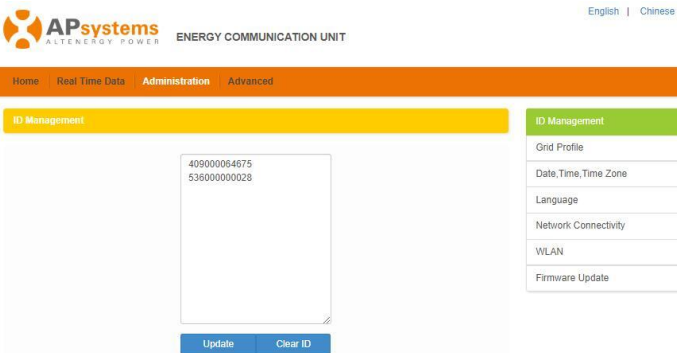 English | Chinese
APsystems
ALTENERGY POWER
ENERGY COMMUNICATION UNIT
Home Real Time Data Administration Advanced
ID Management
409000064675
536000000028
Update Clear ID
ID Management
Grid Profile
Date,Time,Time Zone
Language
Network Connectivity
WLAN
Firmware Update